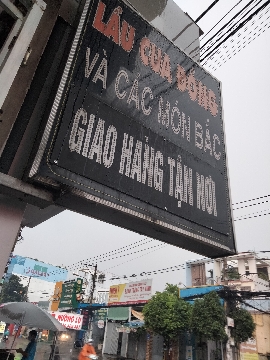 LẨU CUA ĐỒNG
VÀ CÁC MÓN BẮC
GIAO HÀNG TẬN NƠI